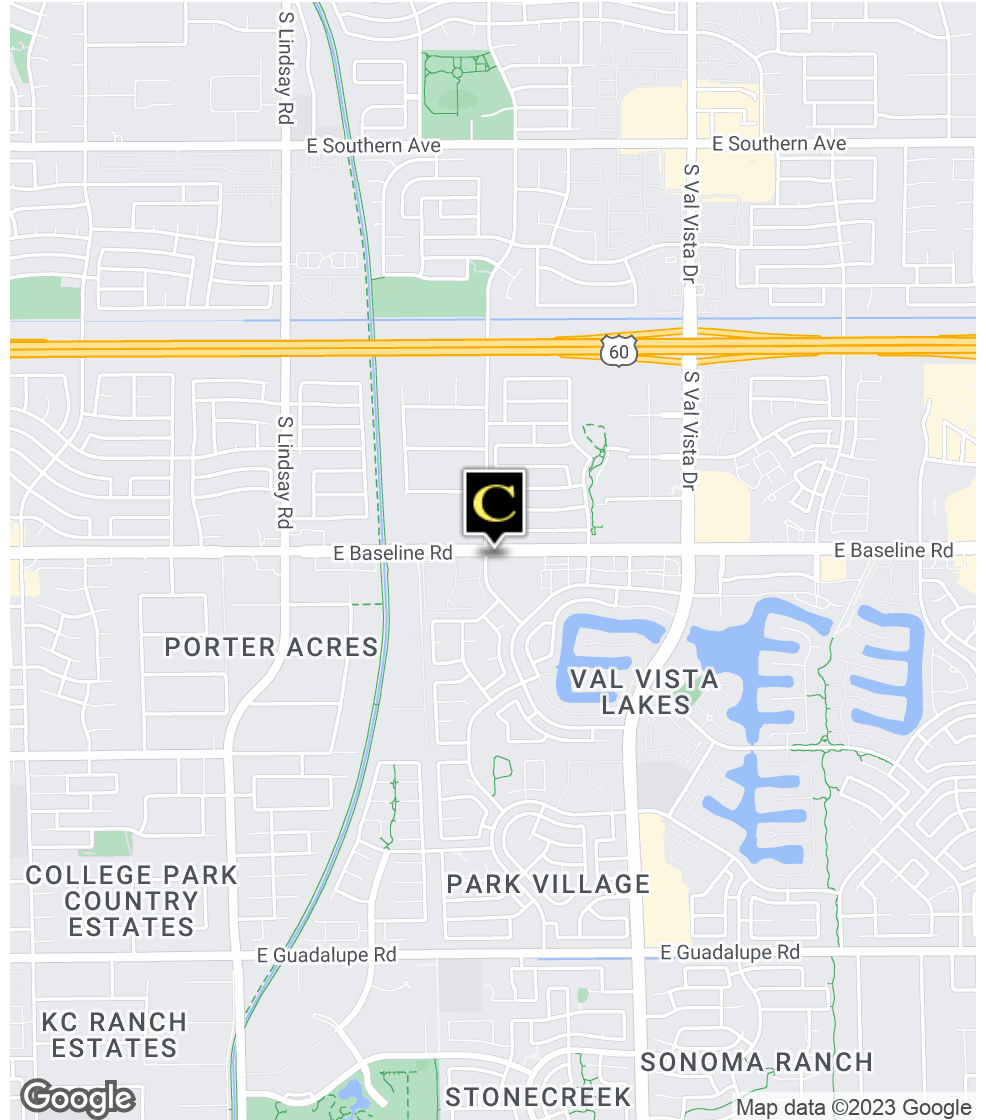 S Lindsay Rd
E Southern Ave
E Southern Ave
S Val Vista Dr
60
S Val Vista Dr
S Lindsay Rd
C
E Baseline Rd
E Baseline Rd
PORTER ACRES
VAL VISTA
LAKES
COLLEGE PARK
COUNTRY
ESTATES
PARK VILLAGE
E Guadalupe Rd
E Guadalupe Rd
KC RANCH
ESTATES
SONOMA RANCH
STONECREEK
Google
Map data ©2023 Google